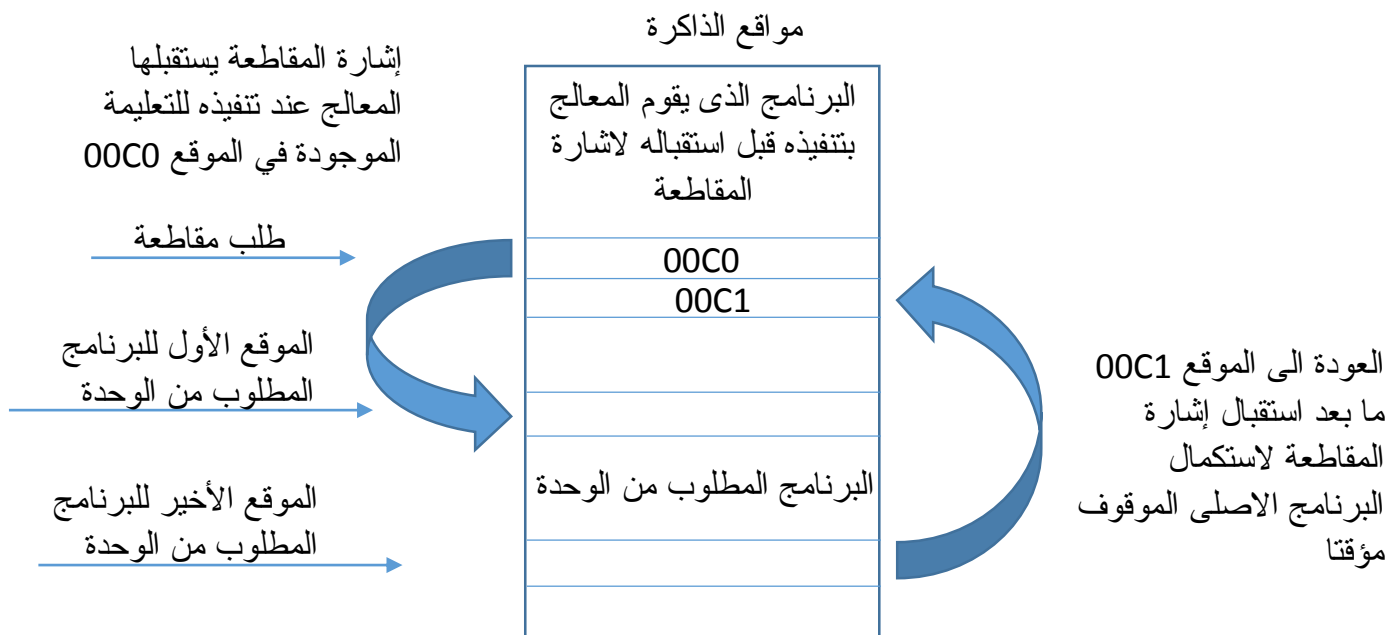 مواقع الذاكرة
إشارة المقاطعة يستقبلها
المعالج عند تنفيذه للتعليمة
الموجودة في الموقع 00C0
طلب مقاطعة
الموقع الأول للبرنامج
المطلوب من الوحدة
الموقع الأخير للبرنامج
المطلوب من الوحدة
البرنامج الذى يقوم المعالج
بتنفيذه قبل استقباله لاشارة
المقاطعة
00C0
00C1
البرنامج المطلوب من الوحدة
العودة الى الموقع 00C1
ما بعد استقبال إشارة
المقاطعة لاستكمال
البرنامج الاصلى الموقوف
مؤقتا